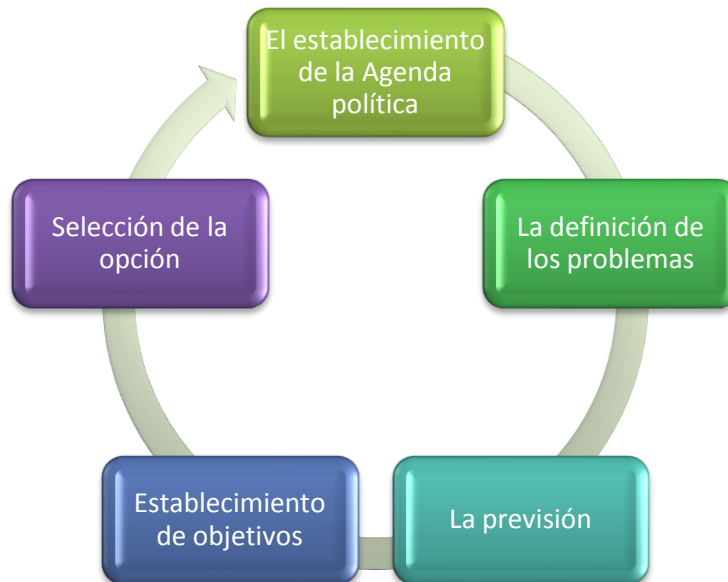 El establecimiento
de la Agenda
política
La definición de
los problemas
La previsión
Establecimiento
de objetivos
Selección de la
opción